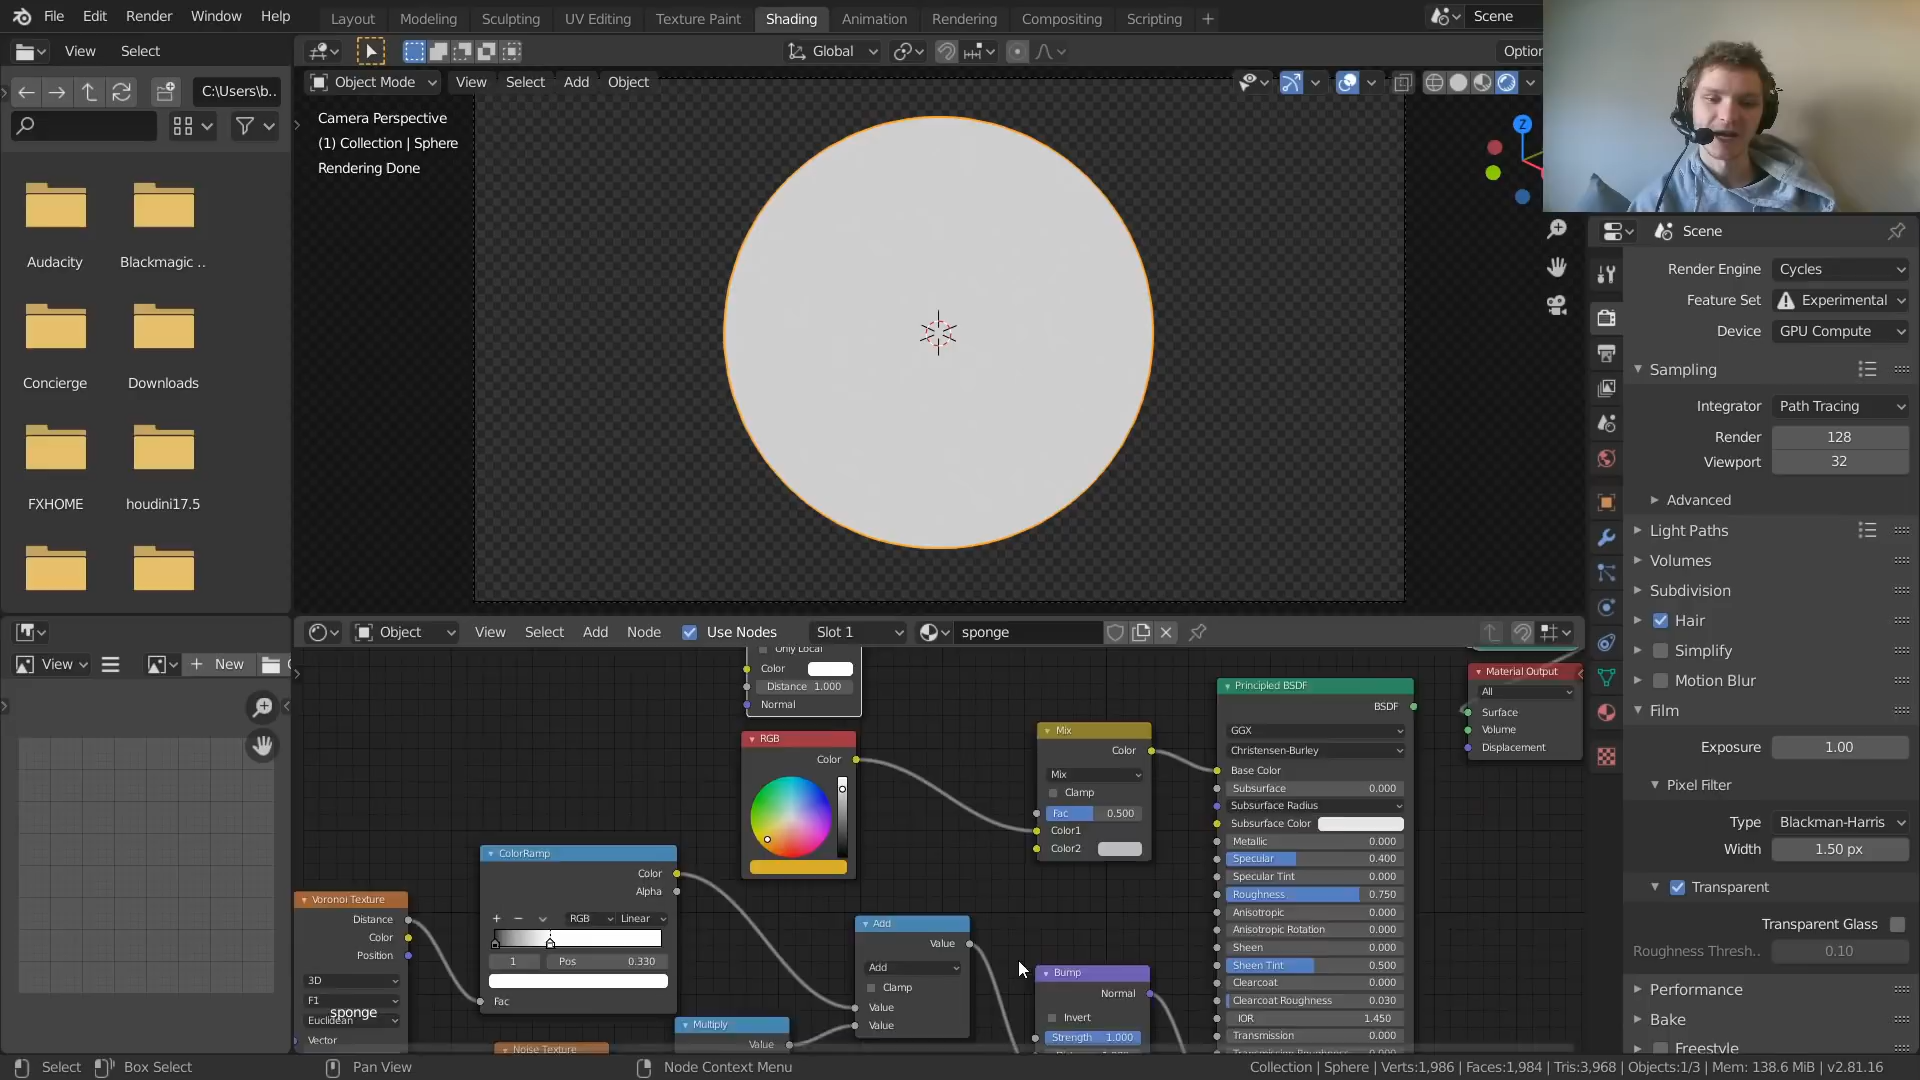 File Edit Render Window Help
Layout Modeling Sculpting UV Editing Texture Paint Shading Animation Rendering Compositing Scripting +
Scene
View Select
Global
Object Mode View Select Add Object
C:\Users\b..
Camera Perspective
(1) Collection | Sphere
Rendering Done
Z
Audacity
Blackmagic ..
Concierge
Downloads
FXHOME
houdini17.5
Scene
Render Engine Cycles
Feature Set Experimental
Device GPU Compute
Sampling
Integrator Path Tracing
Render 128
Viewport 32
Advanced
Light Paths
Volumes
Subdivision
Hair
Simplify
Motion Blur
Film
Exposure 1.00
Pixel Filter
Type Blackman-Harris
Width 1.50 px
Transparent
Transparent Glass
Roughness Thresh.. 0.10
Performance
Bake
Freestyle
View
New
Object View Select Add Node Use Nodes Slot 1 sponge
Only Local
Color
Distance 1.000
Normal
RGB
Color
ColorRamp
Color
Alpha
+ − RGB Linear
1 Pos 0.330
Fac
Voronoi Texture
Distance
Color
Position
3D
F1
Euclidean
Vector
sponge
Noise Texture
Multiply
Value
Add
Value
Add
Clamp
Value
Value
Mix
Color
Mix
Clamp
Fac 0.500
Color1
Color2
Bump
Normal
Invert
Strength 1.000
Principled BSDF
BSDF
GGX
Christensen-Burley
Base Color
Subsurface 0.000
Subsurface Radius
Subsurface Color
Metallic 0.000
Specular 0.400
Specular Tint 0.000
Roughness 0.750
Anisotropic 0.000
Anisotropic Rotation 0.000
Sheen 0.000
Sheen Tint 0.500
Clearcoat 0.000
Clearcoat Roughness 0.030
IOR 1.450
Transmission 0.000
Material Output
All
Surface
Volume
Displacement
Select Box Select Pan View Node Context Menu
Collection | Sphere | Verts:1,986 | Faces:1,984 | Tris:3,968 | Objects:1/3 | Mem: 138.6 MiB | v2.81.16